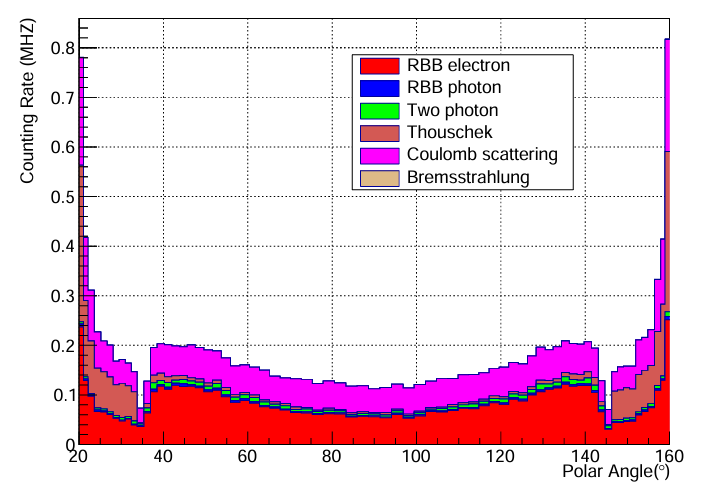 Counting Rate (MHZ)
0.8
0.7
0.6
0.5
0.4
0.3
0.2
0.1
0
RBB electron
RBB photon
Two photon
Thouschek
Coulomb scattering
Bremsstrahlung
20 40 60 80 100 120 140 160
Polar Angle(°)